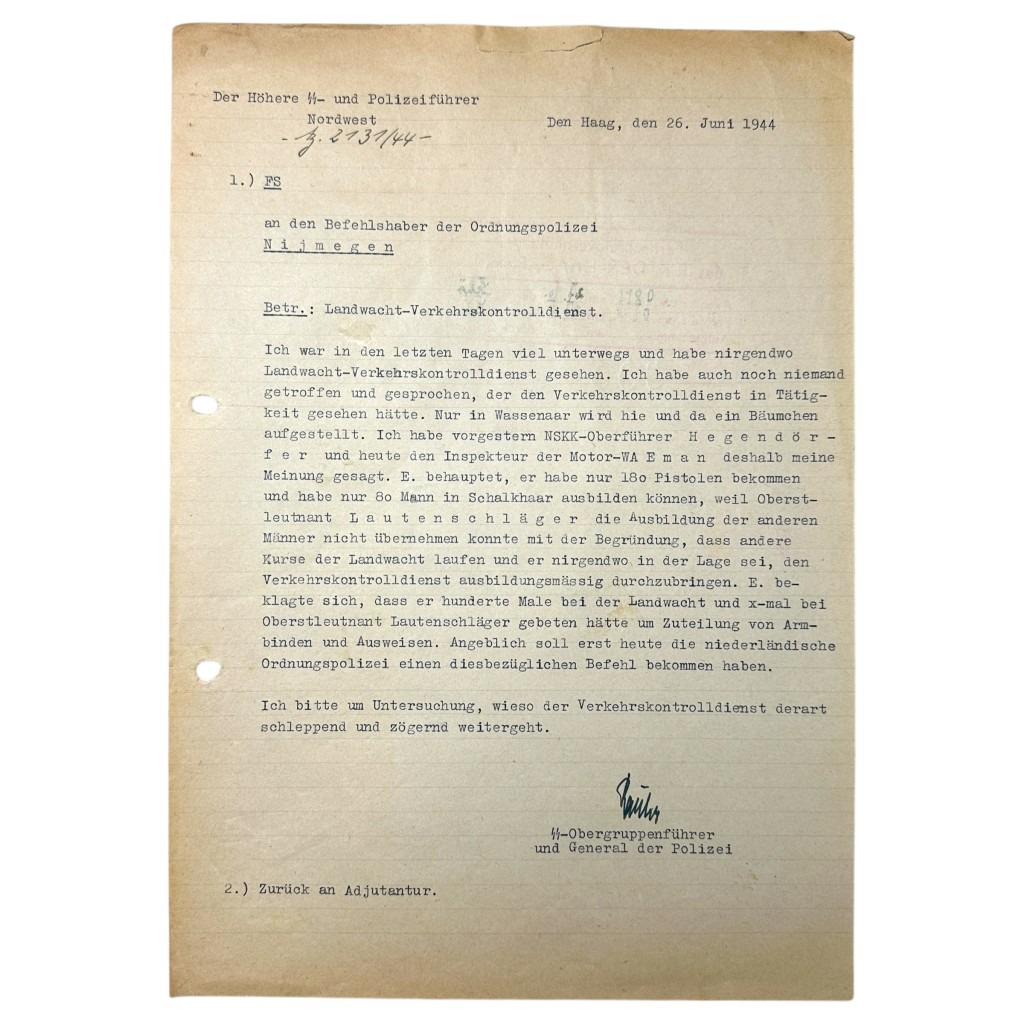 Der Höhere ᛋᛋ- und Polizeiführer
Nordwest
Den Haag, den 26. Juni 1944
2131/44-
1.) FS
an den Befehlshaber der Ordnungspolizei
N i j m e g e n
Betr.: Landwacht-Verkehrskontrolldienst.
Ich war in den letzten Tagen viel unterwegs und habe nirgendwo
Landwacht-Verkehrskontrolldienst gesehen. Ich habe auch noch niemand
getroffen und gesprochen, der den Verkehrskontrolldienst in Tätig-
keit gesehen hätte. Nur in Wassenaar wird hie und da ein Bäumchen
aufgestellt. Ich habe vorgestern NSKK-Oberführer H e g e n d ö r -
f e r und heute den Inspekteur der Motor-WA E m a n deshalb meine
Meinung gesagt. E. behauptet, er habe nur 18o Pistolen bekommen
und habe nur 8o Mann in Schalkhaar ausbilden können, weil Oberst-
leutnant L a u t e n s c h l ä g e r die Ausbildung der anderen
Männer nicht übernehmen konnte mit der Begründung, dass andere
Kurse der Landwacht laufen und er nirgendwo in der Lage sei, den
Verkehrskontrolldienst ausbildungsmässig durchzubringen. E. be-
klagte sich, dass er hunderte Male bei der Landwacht und x-mal bei
Oberstleutnant Lautenschläger gebeten hätte um Zuteilung von Arm-
binden und Ausweisen. Angeblich soll erst heute die niederländische
Ordnungspolizei einen diesbezüglichen Befehl bekommen haben.
Ich bitte um Untersuchung, wieso der Verkehrskontrolldienst derart
schleppend und zögernd weitergeht.
Rauter
ᛋᛋ-Obergruppenführer
und General der Polizei
2.) Zurück an Adjutantur.